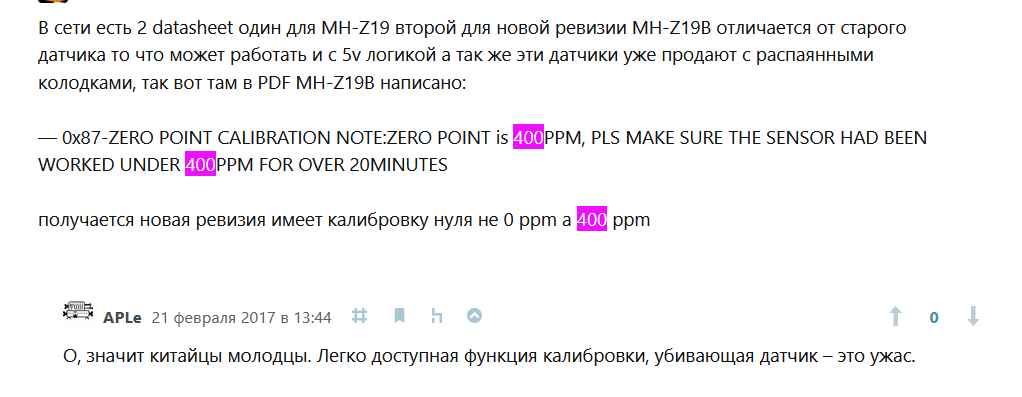 В сети есть 2 datasheet один для MH-Z19 второй для новой ревизии MH-Z19B отличается от старого
датчика то что может работать и с 5v логикой а так же эти датчики уже продают с распаянными
колодками, так вот там в PDF MH-Z19B написано:
— 0x87-ZERO POINT CALIBRATION NOTE:ZERO POINT is 400PPM, PLS MAKE SURE THE SENSOR HAD BEEN
WORKED UNDER 400PPM FOR OVER 20MINUTES
получается новая ревизия имеет калибровку нуля не 0 ppm а 400 ppm
APLe 21 февраля 2017 в 13:44 0
О, значит китайцы молодцы. Легко доступная функция калибровки, убивающая датчик – это ужас.